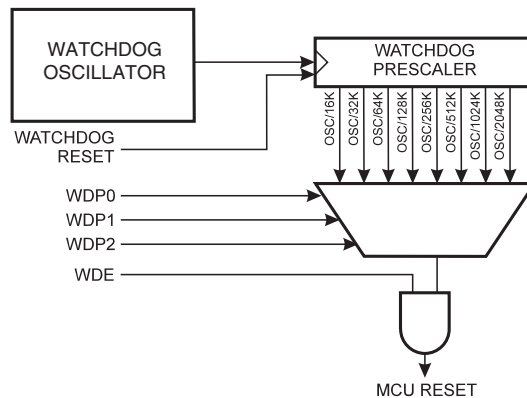 WATCHDOG
OSCILLATOR
WATCHDOG
PRESCALER
OSC/16K
OSC/32K
OSC/64K
OSC/128K
OSC/256K
OSC/512K
OSC/1024K
OSC/2048K
WATCHDOG
RESET
WDP0
WDP1
WDP2
WDE
MCU RESET